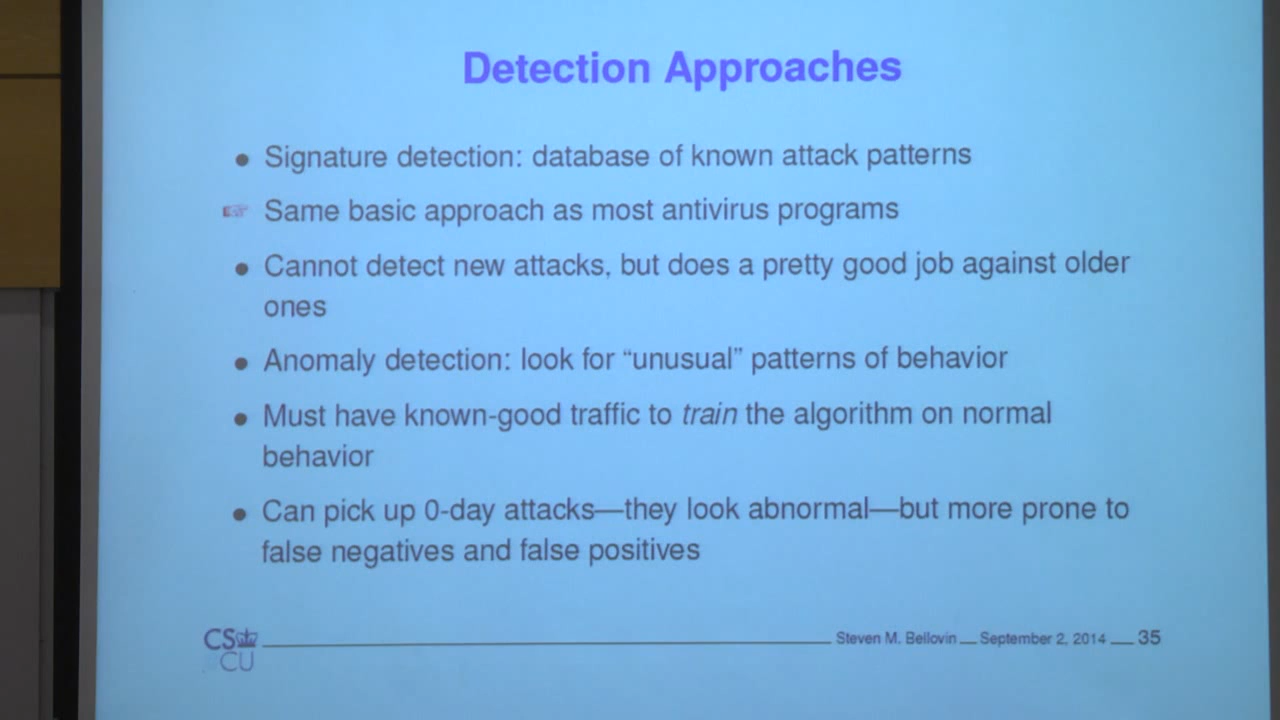 Detection Approaches
● Signature detection: database of known attack patterns
☞ Same basic approach as most antivirus programs
● Cannot detect new attacks, but does a pretty good job against older
ones
● Anomaly detection: look for “unusual” patterns of behavior
● Must have known-good traffic to train the algorithm on normal
behavior
● Can pick up 0-day attacks—they look abnormal—but more prone to
false negatives and false positives
CS
CU
Steven M. Bellovin — September 2, 2014 — 35